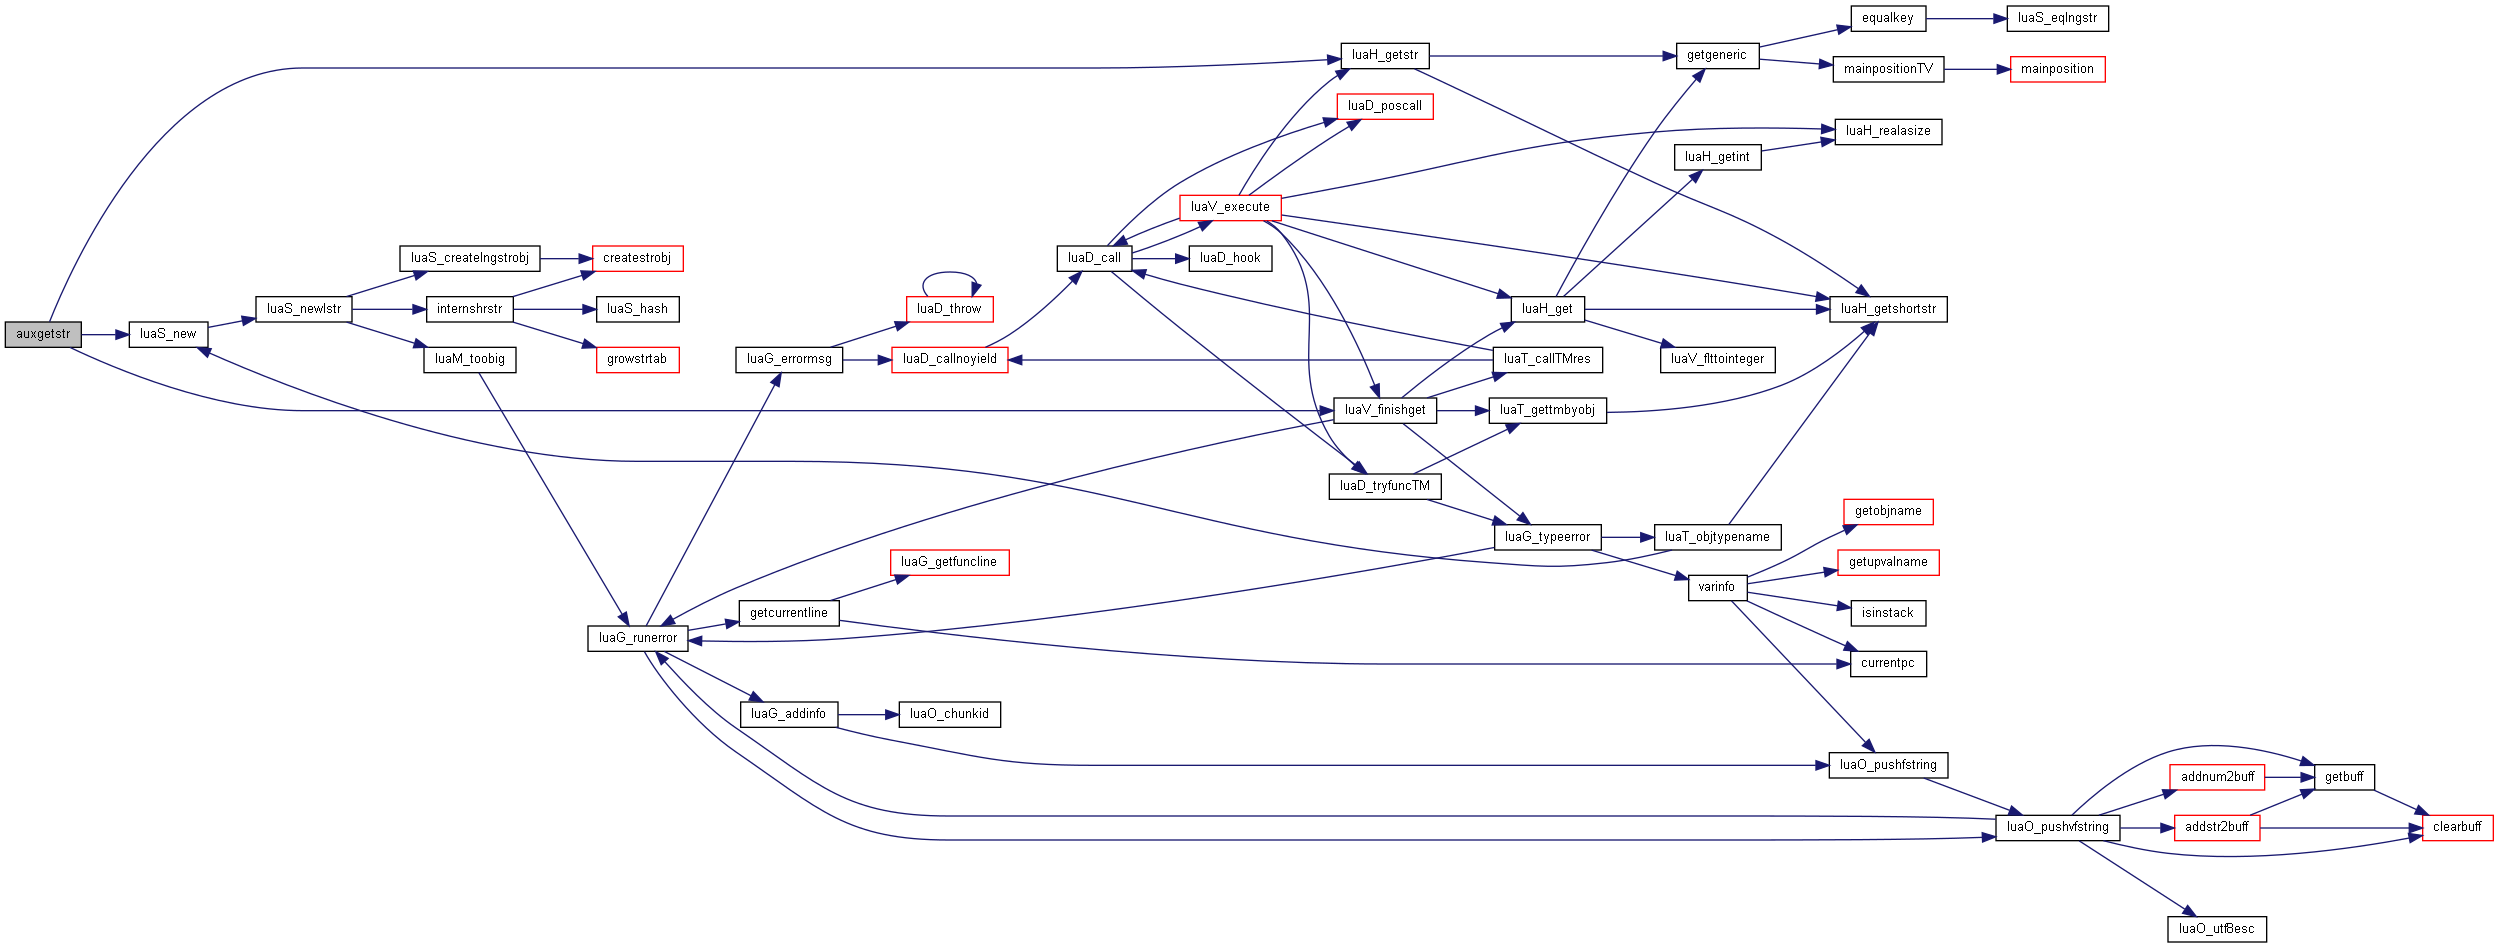 auxgetstr
luaS_new
luaS_newlstr
luaS_createlngstrobj
internshrstr
luaM_toobig
createstrobj
luaS_hash
growstrtab
luaG_runerror
luaG_errormsg
getcurrentline
luaG_addinfo
luaD_throw
luaD_callnoyield
luaG_getfuncline
luaO_chunkid
luaD_call
luaV_execute
luaD_hook
luaH_getstr
luaD_poscall
luaV_finishget
luaD_tryfuncTM
luaH_get
luaT_callTMres
luaT_gettmbyobj
luaG_typeerror
getgeneric
luaH_getint
luaV_flttointeger
luaT_objtypename
varinfo
equalkey
mainpositionTV
luaH_realasize
luaH_getshortstr
getobjname
getupvalname
isinstack
currentpc
luaO_pushfstring
luaS_eqlngstr
mainposition
luaO_pushvfstring
addnum2buff
addstr2buff
luaO_utf8esc
getbuff
clearbuff